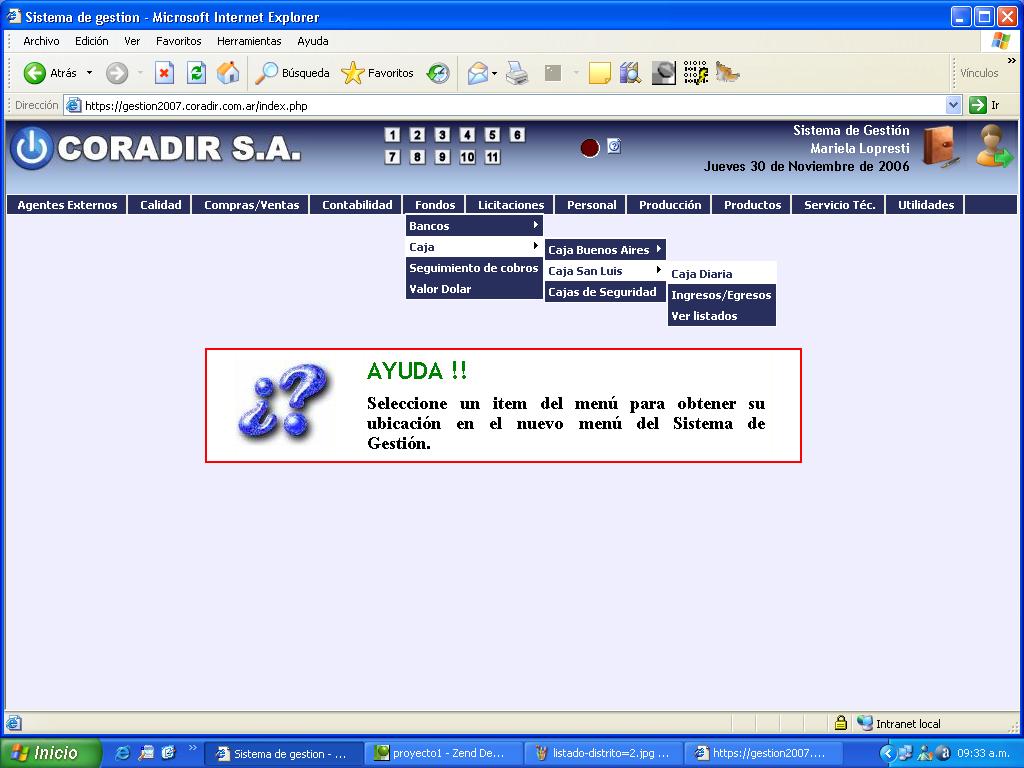 Sistema de gestion - Microsoft Internet Explorer
Archivo Edición Ver Favoritos Herramientas Ayuda
Atrás Búsqueda Favoritos Vínculos
Dirección https://gestion2007.coradir.com.ar/index.php Ir
CORADIR S.A.
1 2 3 4 5 6
7 8 9 10 11
Sistema de Gestión
Mariela Lopresti
Jueves 30 de Noviembre de 2006
Agentes Externos Calidad Compras/Ventas Contabilidad Fondos Licitaciones Personal Producción Productos Servicio Téc. Utilidades
Bancos
Caja
Seguimiento de cobros
Valor Dolar
Caja Buenos Aires
Caja San Luis
Cajas de Seguridad
Caja Diaria
Ingresos/Egresos
Ver listados
AYUDA !!
Seleccione un item del menú para obtener su
ubicación en el nuevo menú del Sistema de
Gestión.
Intranet local
Inicio Sistema de gestion - ... proyecto1 - Zend De... listado-distrito=2.jpg ... https://gestion2007.... 09:33 a.m.